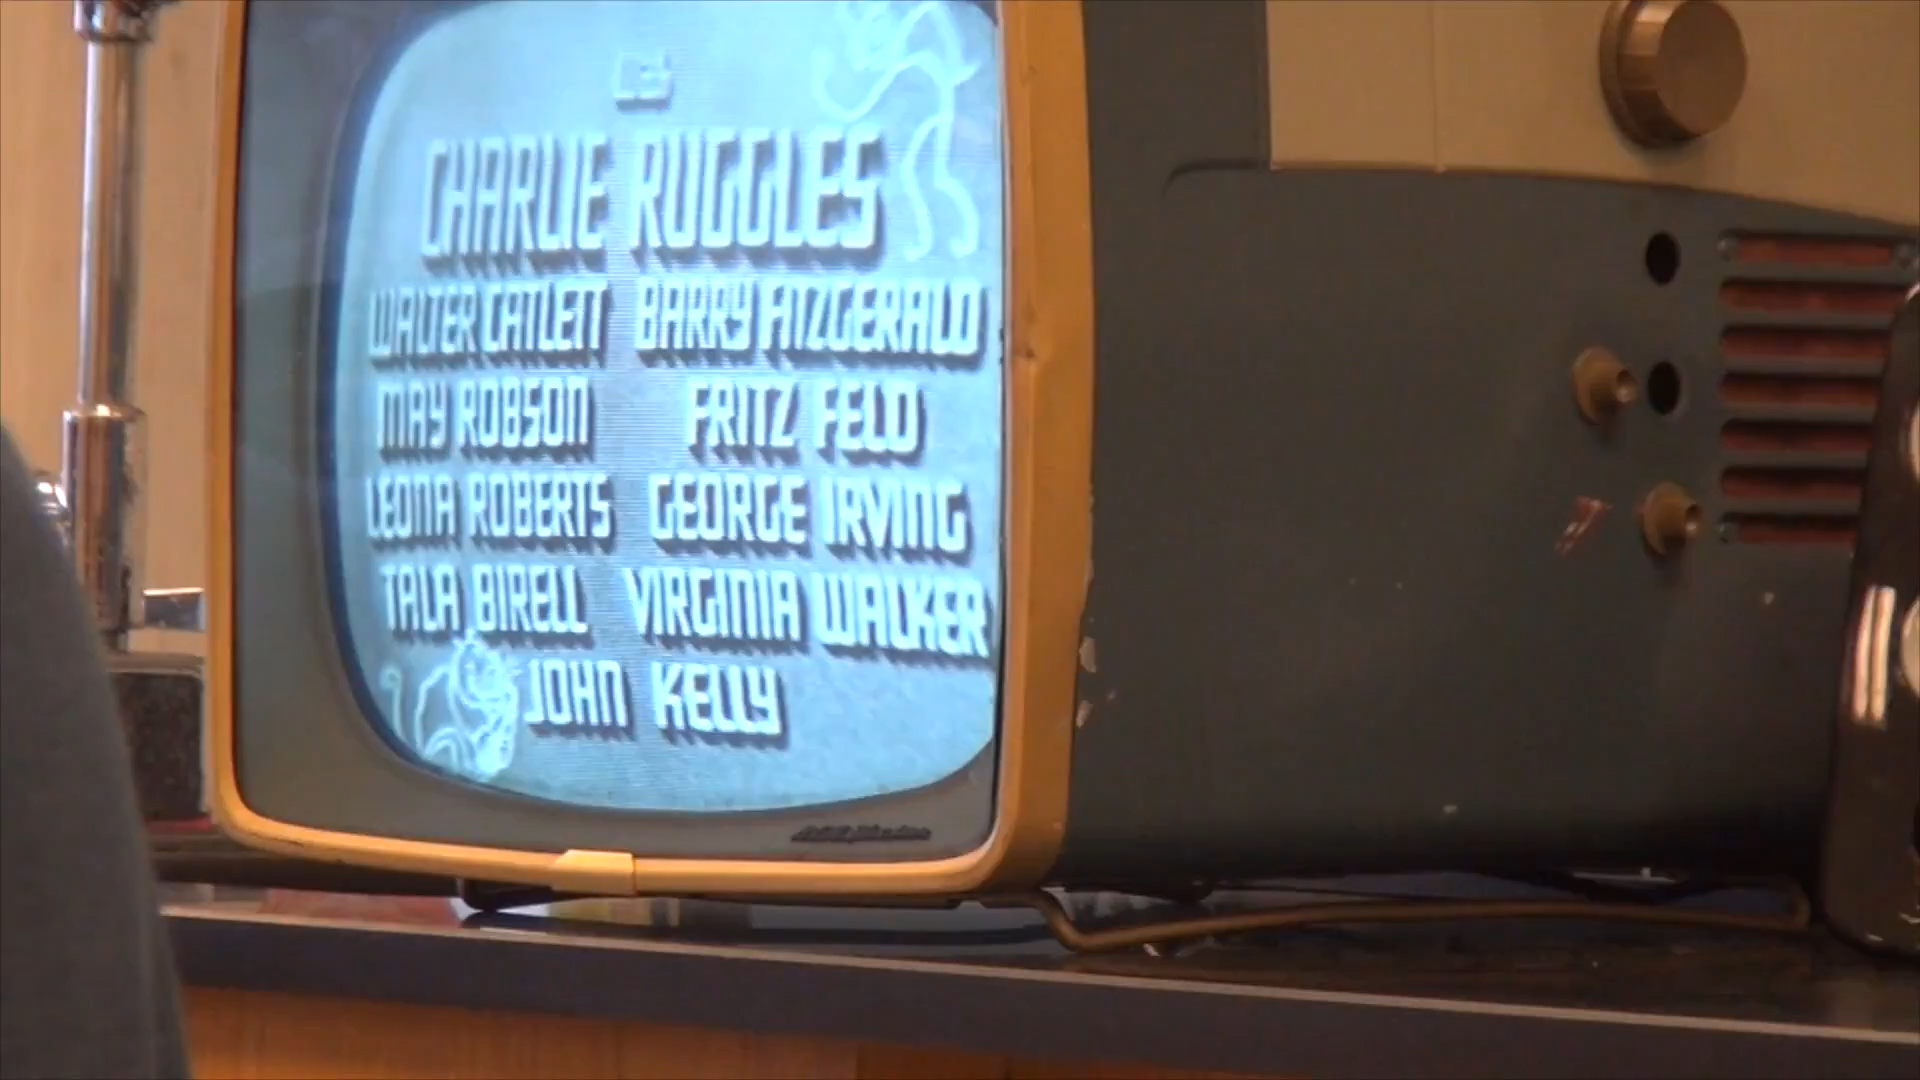 CHARLIE RUGGLES
WALTER CATLETT BARRY FITZGERALD
MAY ROBSON FRITZ FELD
LEONA ROBERTS GEORGE IRVING
TALA BIRELL VIRGINIA WALKER
JOHN KELLY